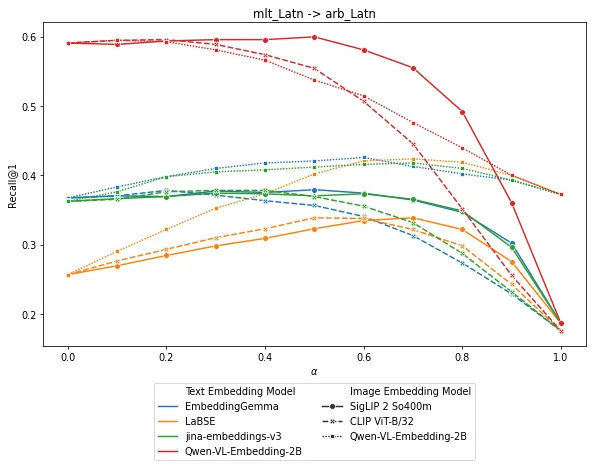 mlt_Latn -> arb_Latn
Recall@1
0.6
0.5
0.4
0.3
0.2
0.0 0.2 0.4 0.6 0.8 1.0
α
Text Embedding Model Image Embedding Model
EmbeddingGemma SigLIP 2 So400m
LaBSE CLIP ViT-B/32
jina-embeddings-v3 Qwen-VL-Embedding-2B
Qwen-VL-Embedding-2B